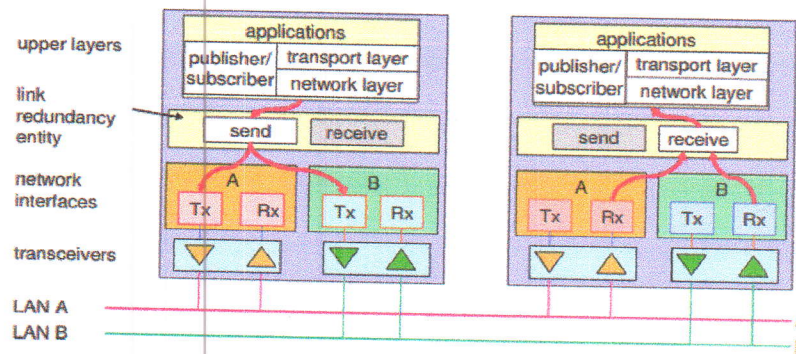 upper layers
link
redundancy
entity
network
interfaces
transceivers
LAN A
LAN B
applications
publisher/
subscriber
transport layer
network layer
send
receive
A
Tx
Rx
B
Tx
Rx
applications
publisher/
subscriber
transport layer
network layer
send
receive
A
Tx
Rx
B
Tx
Rx